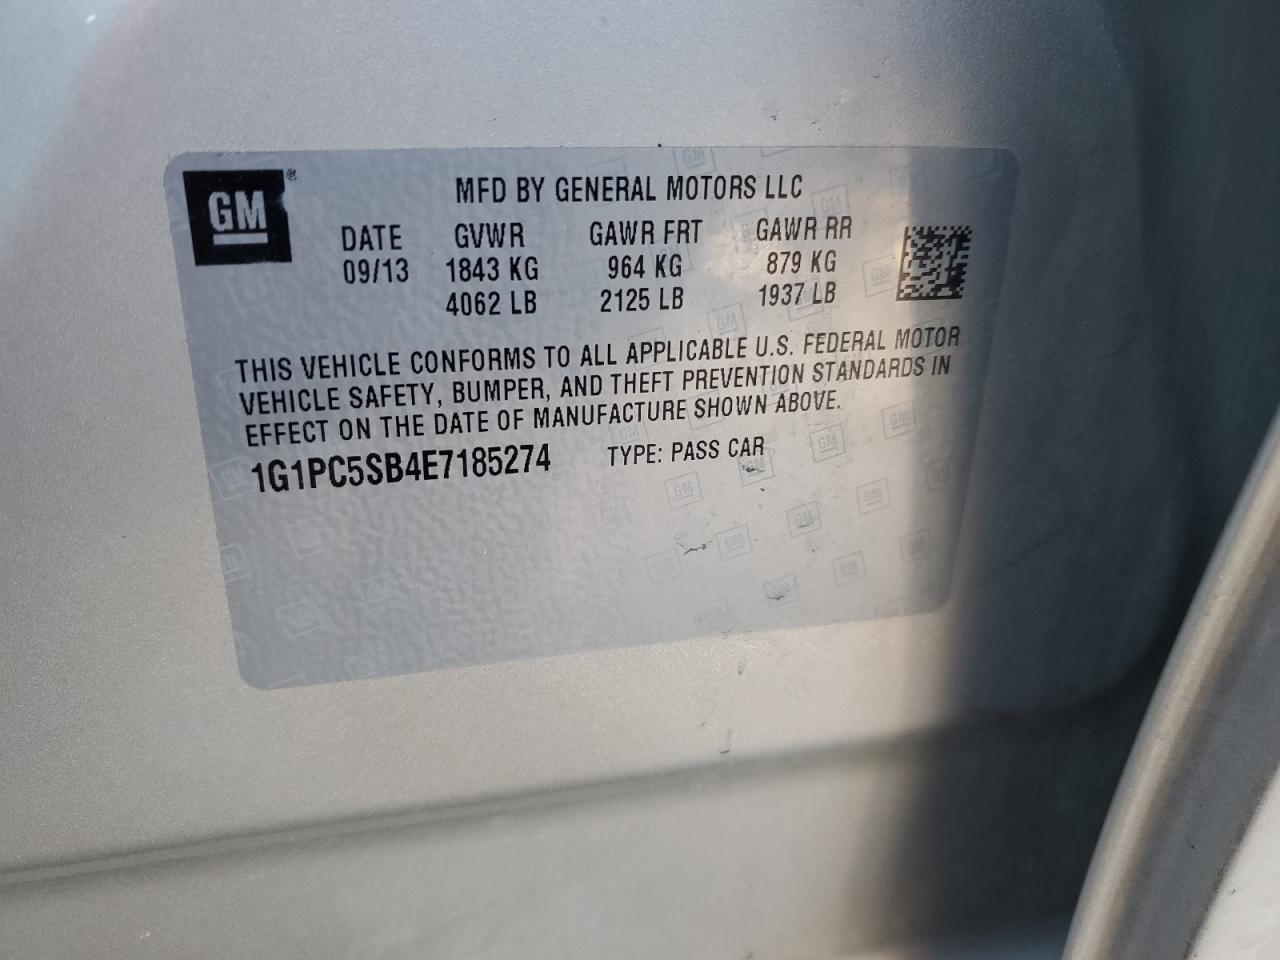 GM®
MFD BY GENERAL MOTORS LLC
DATE GVWR GAWR FRT GAWR RR
09/13 1843 KG 964 KG 879 KG
4062 LB 2125 LB 1937 LB
THIS VEHICLE CONFORMS TO ALL APPLICABLE U.S. FEDERAL MOTOR
VEHICLE SAFETY, BUMPER, AND THEFT PREVENTION STANDARDS IN
EFFECT ON THE DATE OF MANUFACTURE SHOWN ABOVE.
1G1PC5SB4E7185274 TYPE: PASS CAR